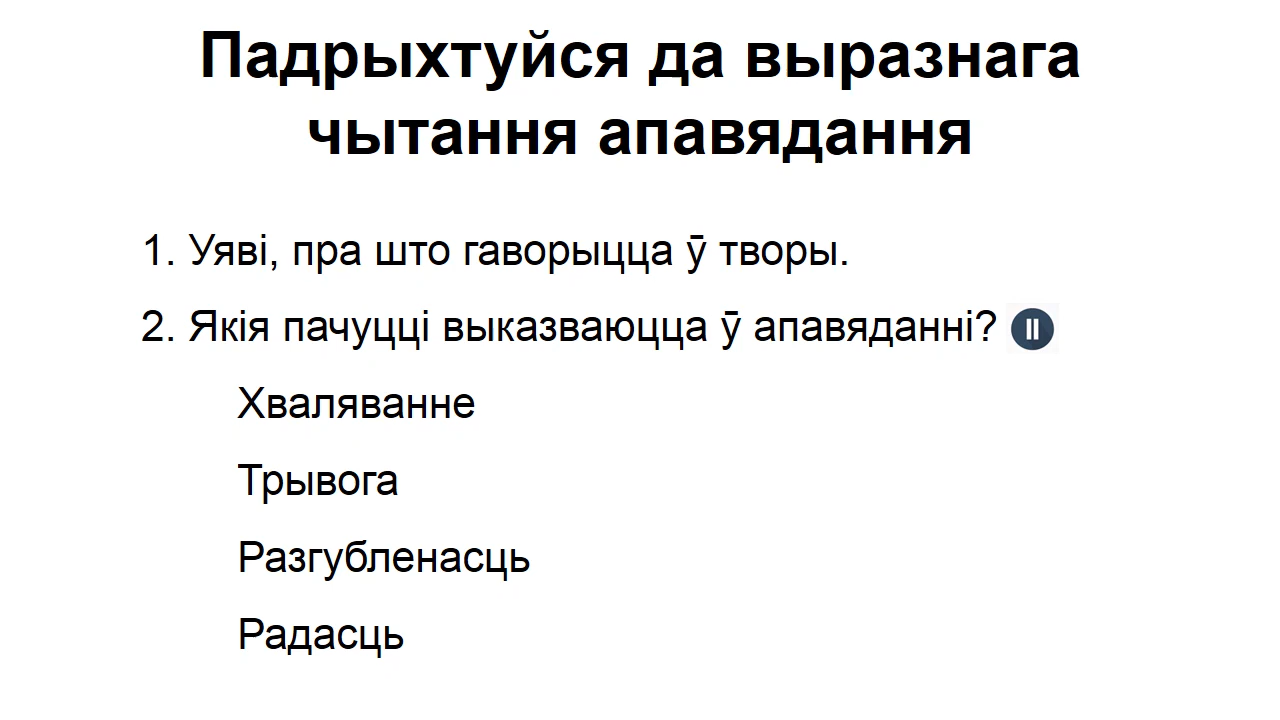 Падрыхтуйся да выразнага
чытання апавядання
1. Уяві, пра што гаворыцца ӯ творы.
2. Якія пачуцці выказваюцца ӯ апавяданні?
Хваляванне
Трывога
Разгубленасць
Радасць